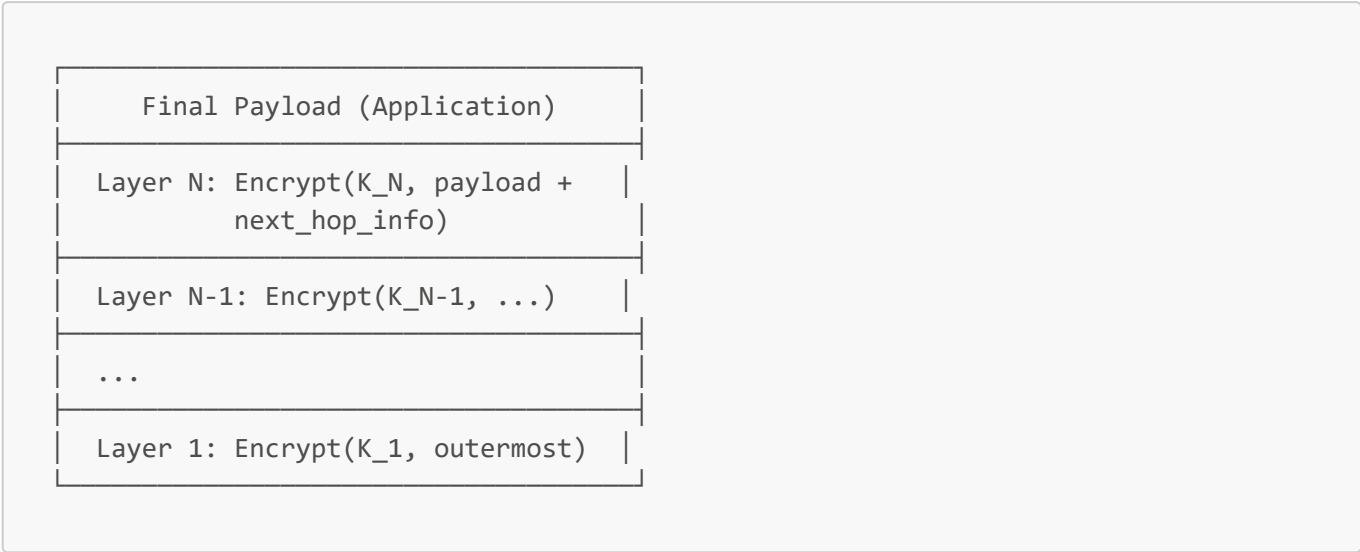 Final Payload (Application)
Layer N: Encrypt(K_N, payload +
next_hop_info)
Layer N-1: Encrypt(K_N-1, ...)
...
Layer 1: Encrypt(K_1, outermost)